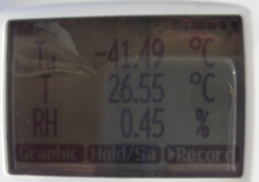 Td -41.49 °C
T 26.55 °C
RH 0.45 %
Graphic Hold/Sa ▶Record